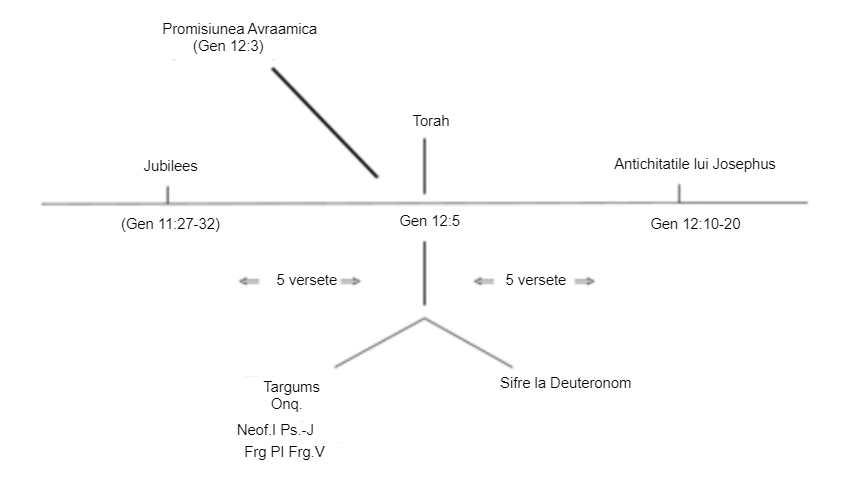 Promisiunea Avraamica
(Gen 12:3)
Torah
Jubilees
Antichitatile lui Josephus
(Gen 11:27-32)
Gen 12:5
Gen 12:10-20
5 versete
5 versete
Targums
Onq.
Neof.I Ps.-J
Frg Pl Frg.V
Sifre la Deuteronom